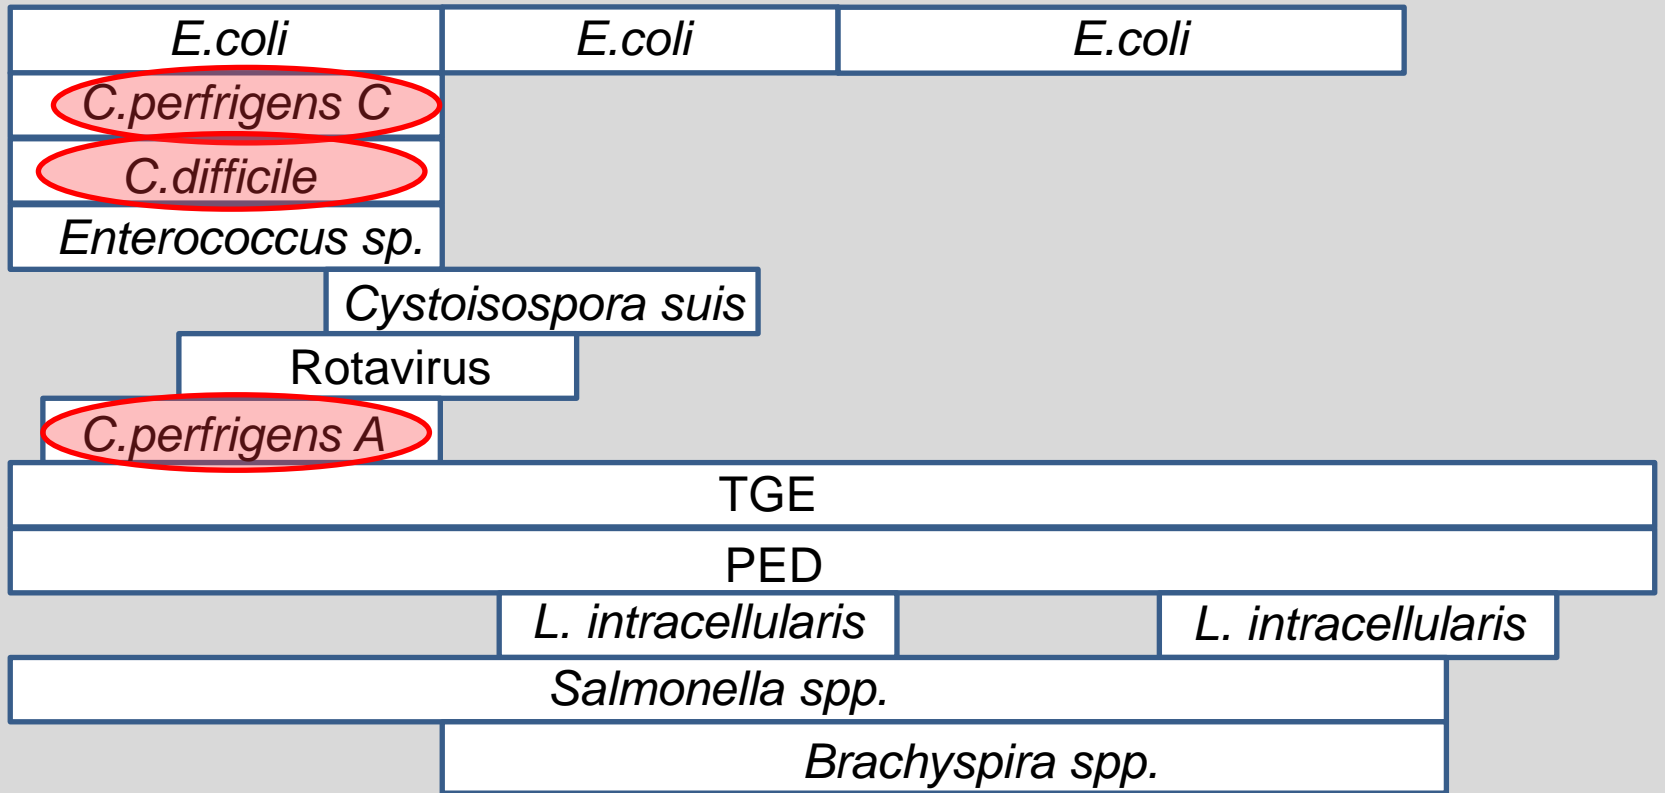 E.coli E.coli E.coli
C.perfrigens C
C.difficile
Enterococcus sp.
Cystoisospora suis
Rotavirus
C.perfrigens A
TGE
PED
L. intracellularis L. intracellularis
Salmonella spp.
Brachyspira spp.